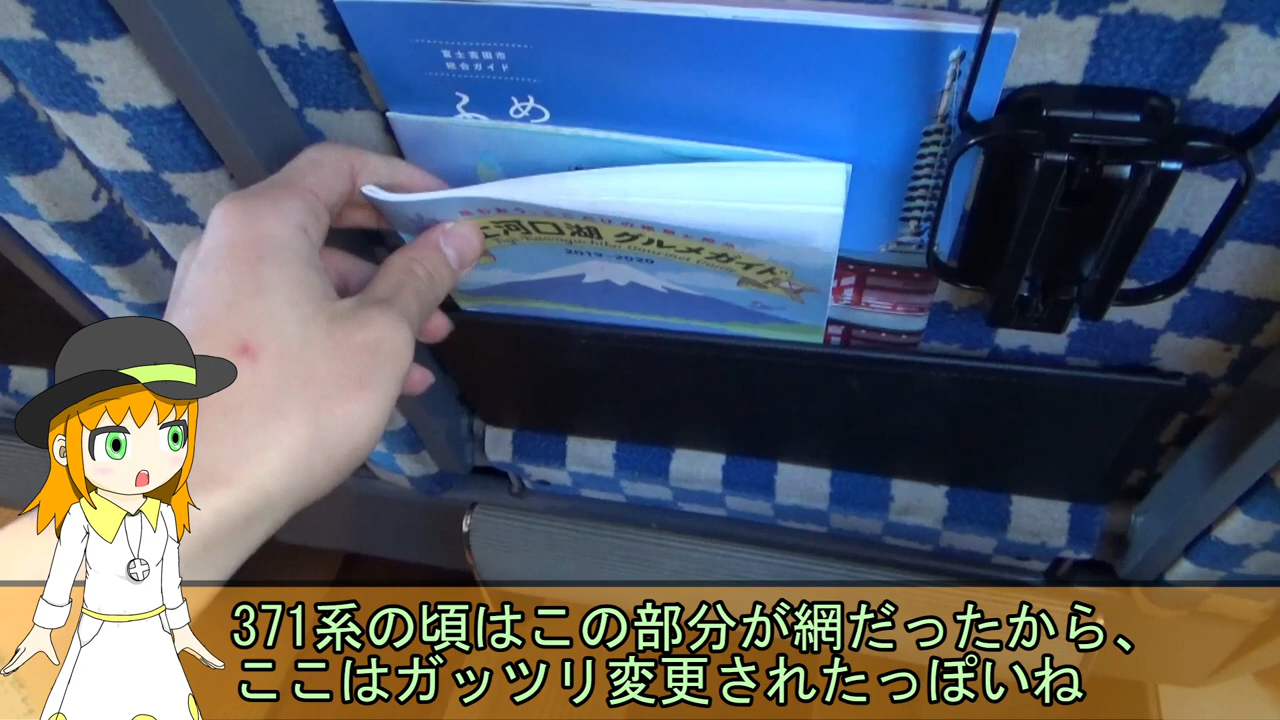 富士吉田市
総合ガイド
ふ め
河口湖 グルメガイド
2019-2020
371系の頃はこの部分が網だったから、
ここはガッツリ変更されたっぽいね